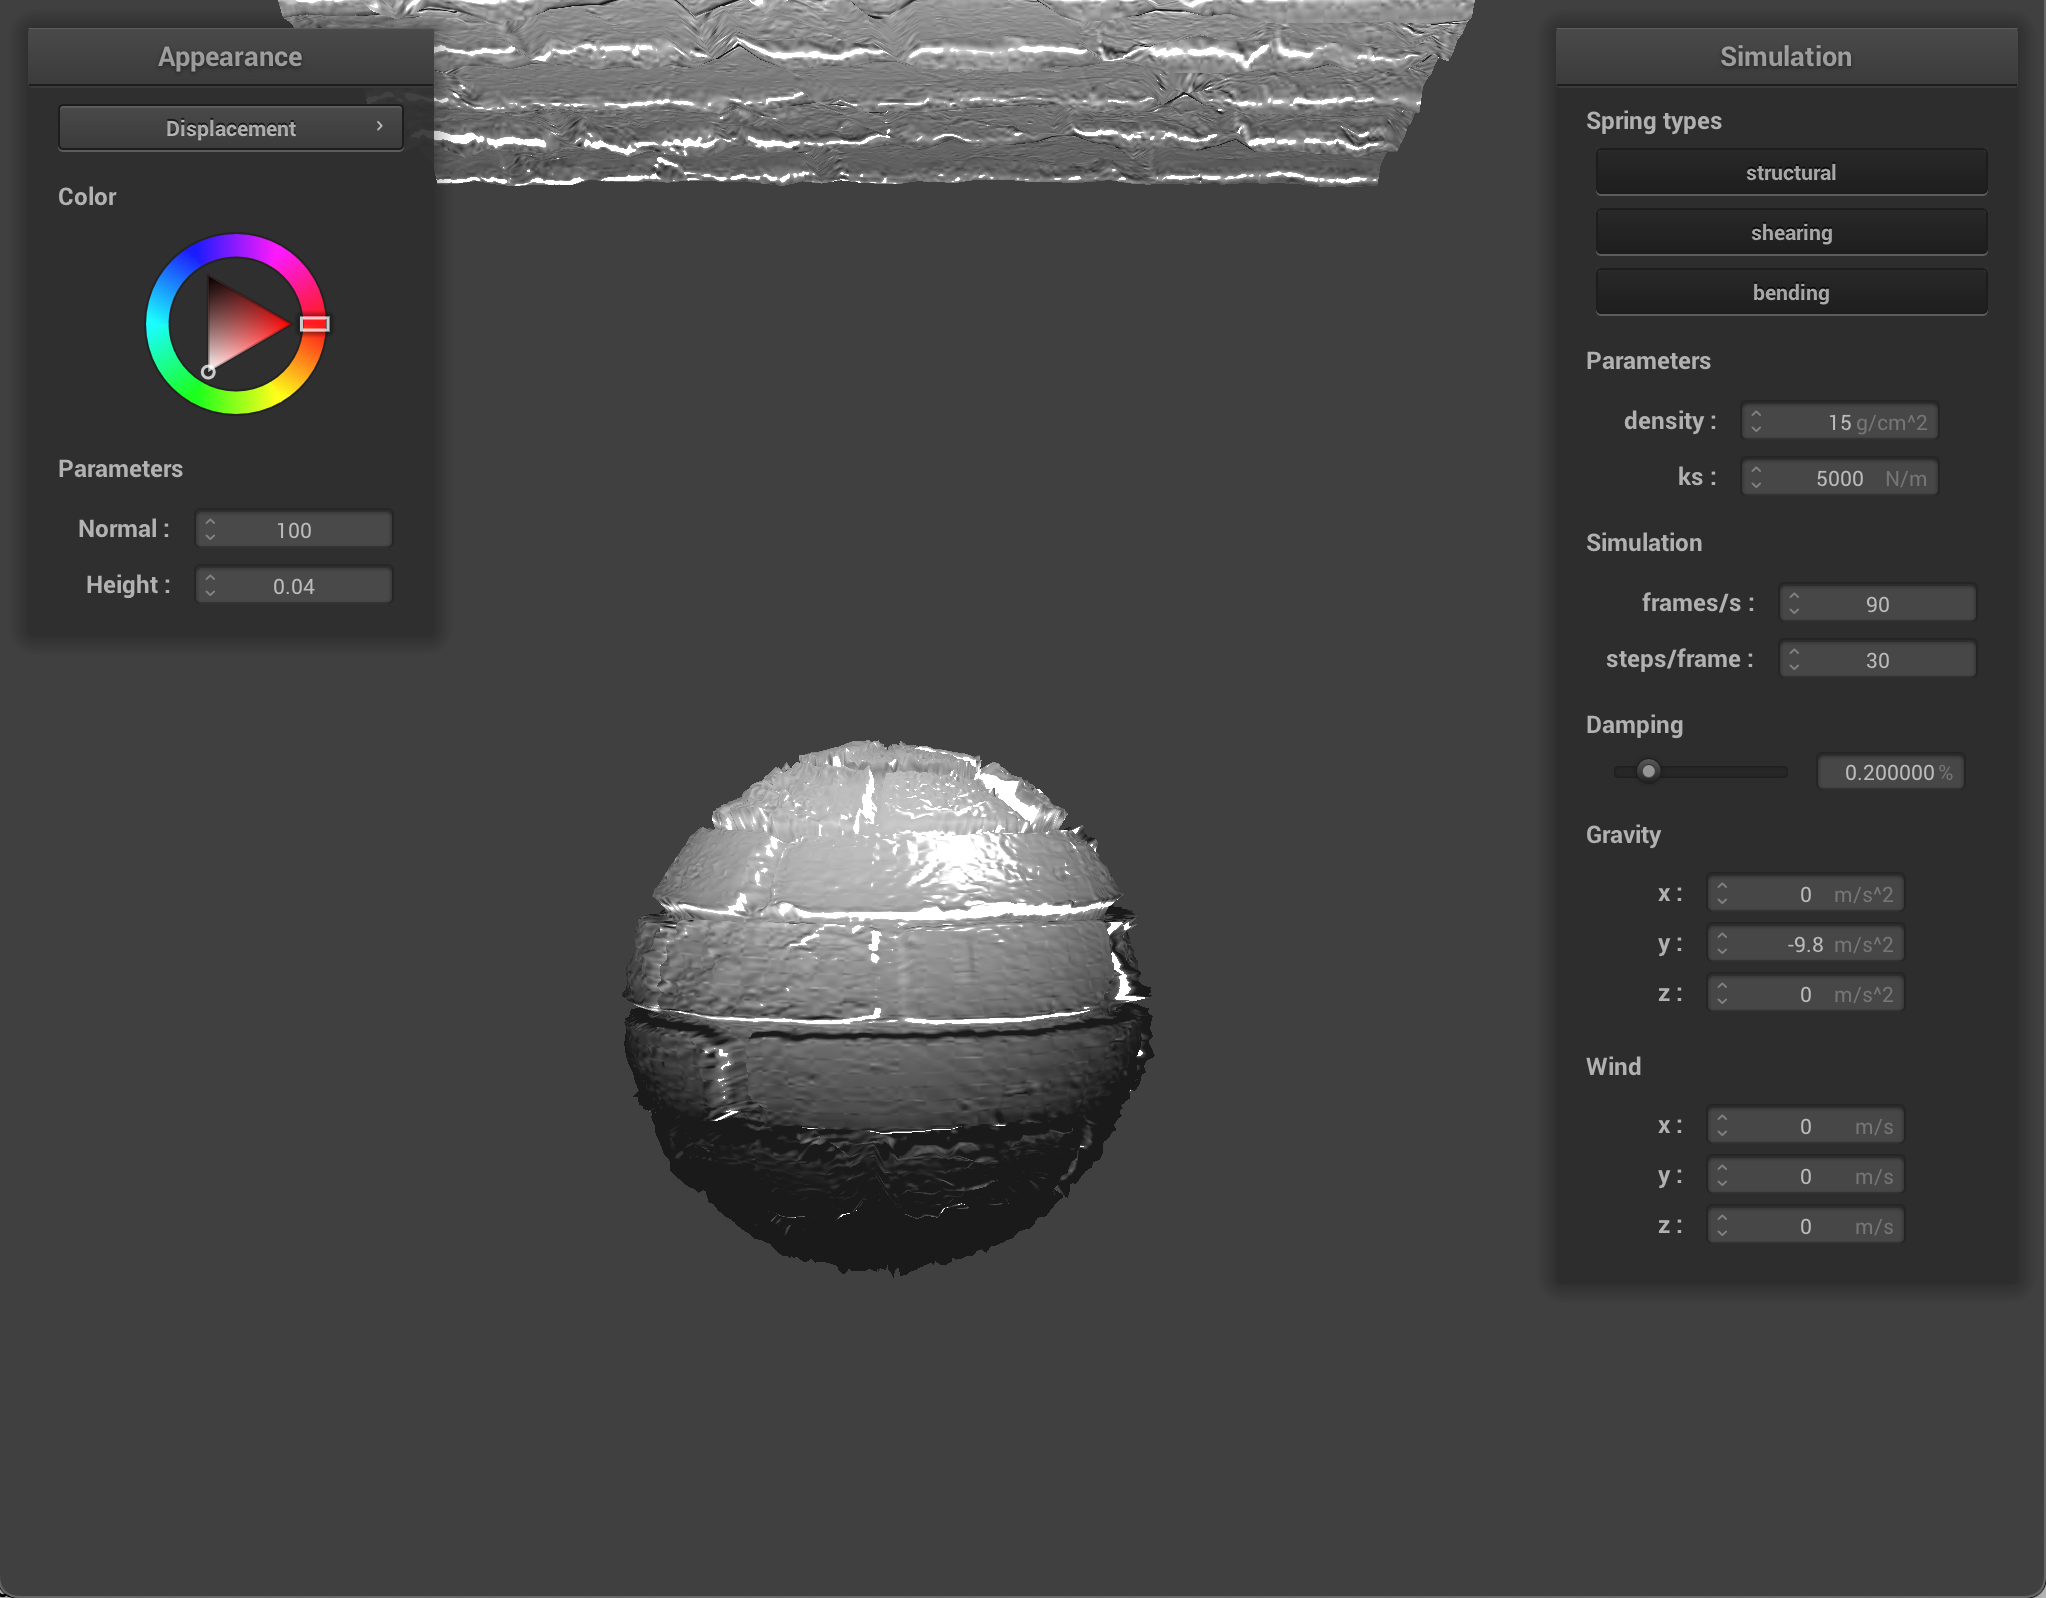 Appearance
Displacement
Color
Parameters
Normal : 100
Height : 0.04
Simulation
Spring types
structural
shearing
bending
Parameters
density : 15 g/cm^2
ks : 5000 N/m
Simulation
frames/s : 90
steps/frame : 30
Damping
0.200000 %
Gravity
x : 0 m/s^2
y : -9.8 m/s^2
z : 0 m/s^2
Wind
x : 0 m/s
y : 0 m/s
z : 0 m/s